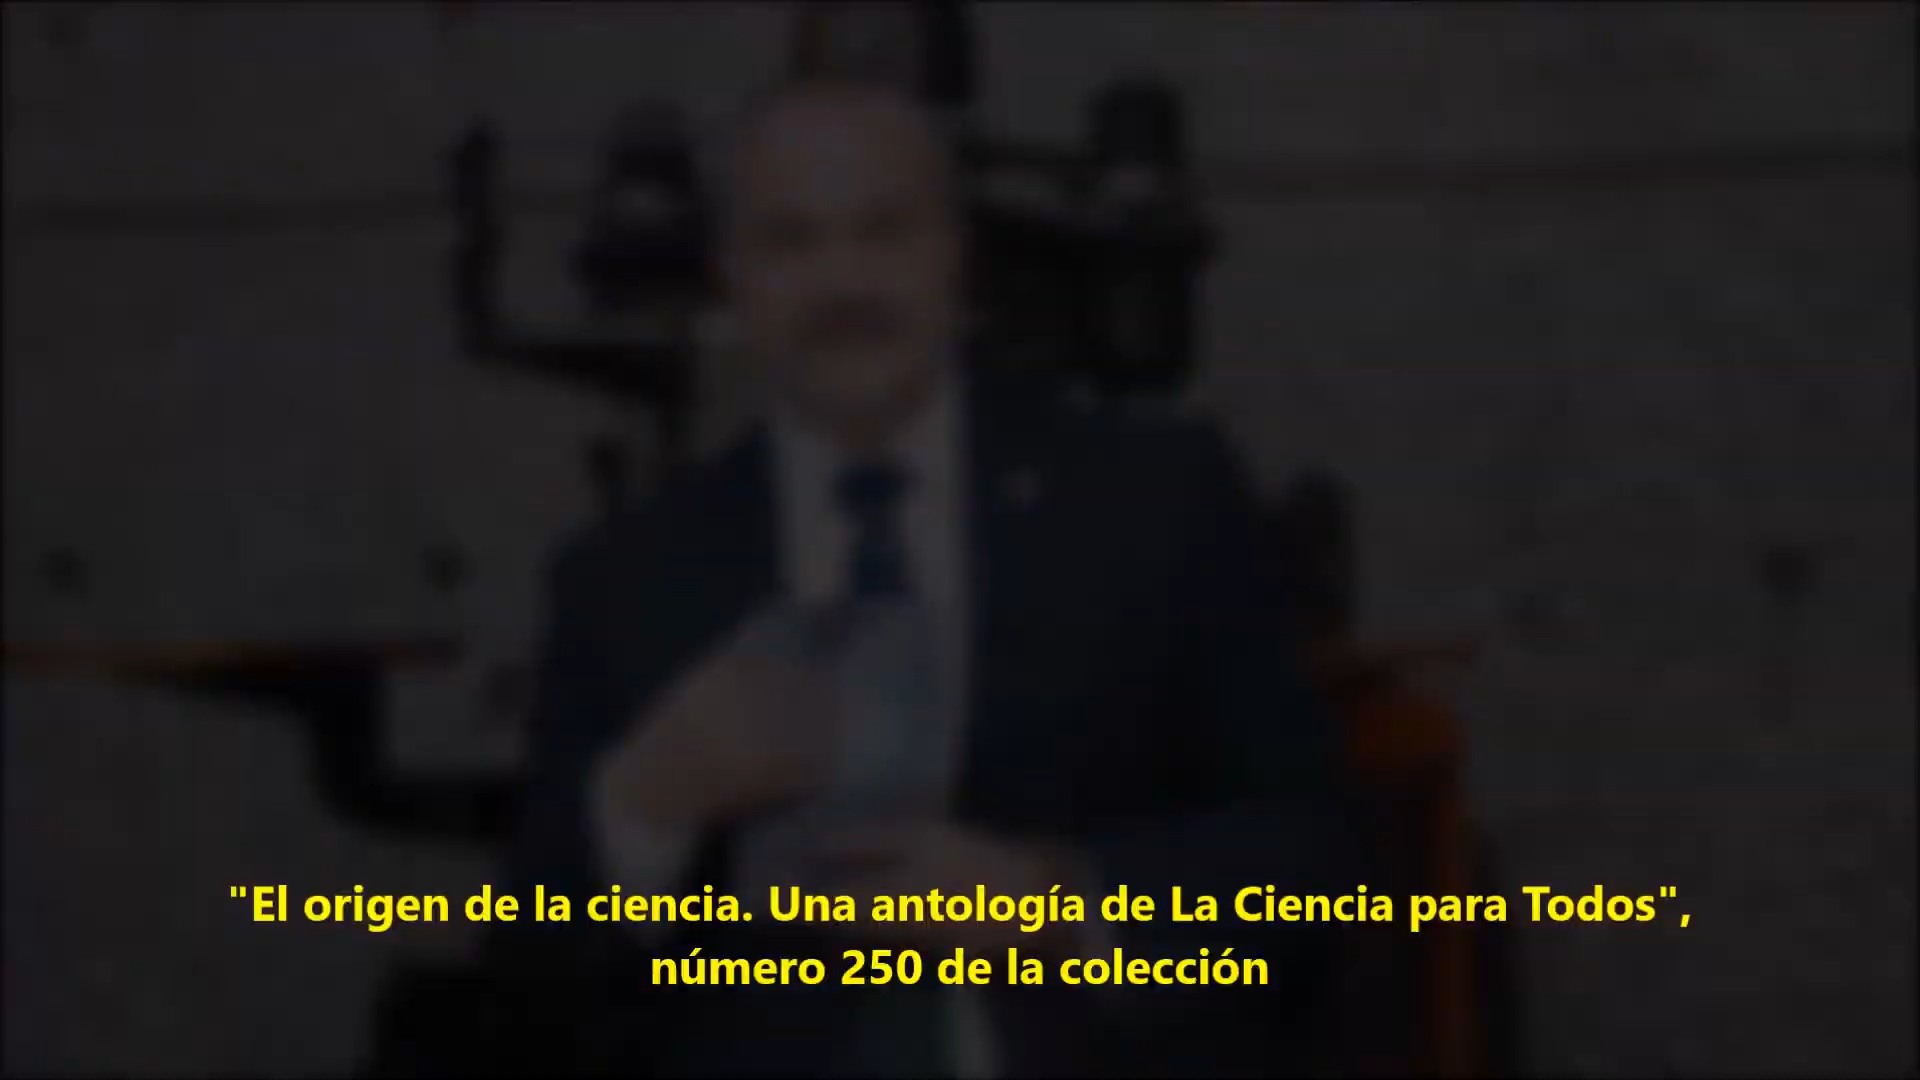 "El origen de la ciencia. Una antología de La Ciencia para Todos",
número 250 de la colección